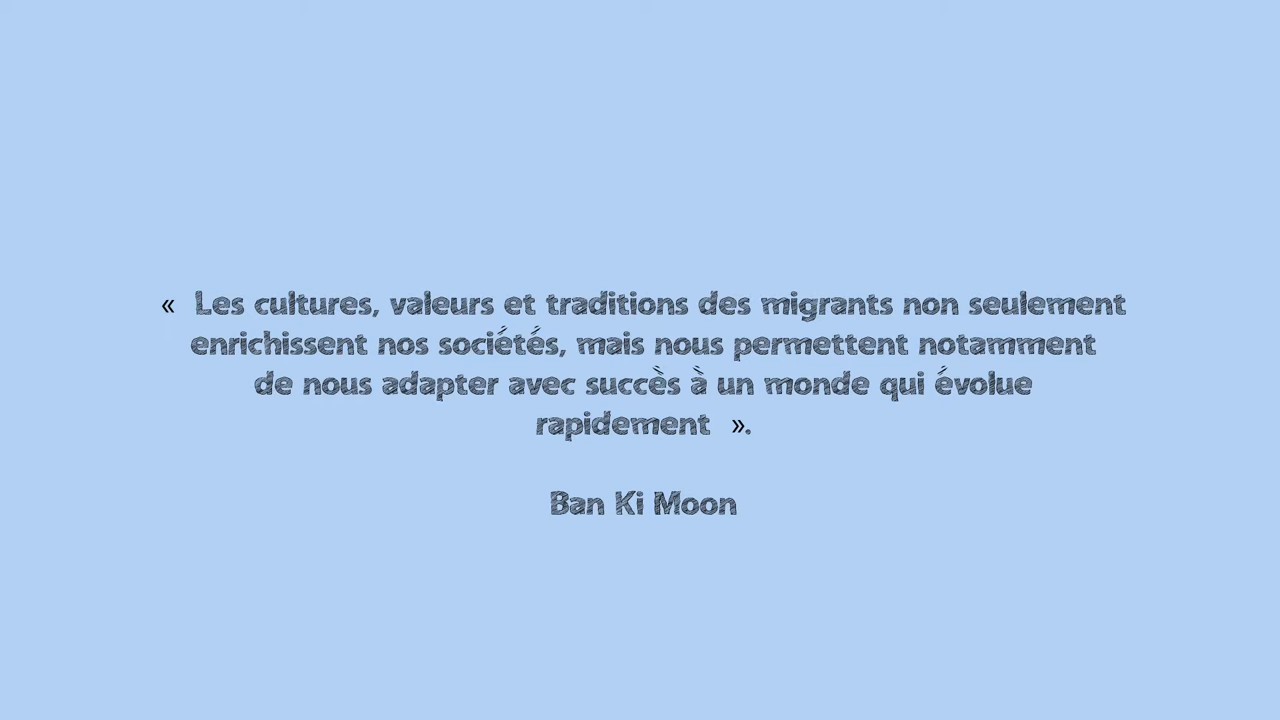 « Les cultures, valeurs et traditions des migrants non seulement
enrichissent nos sociétés, mais nous permettent notamment
de nous adapter avec succès à un monde qui évolue
rapidement ».
Ban Ki Moon